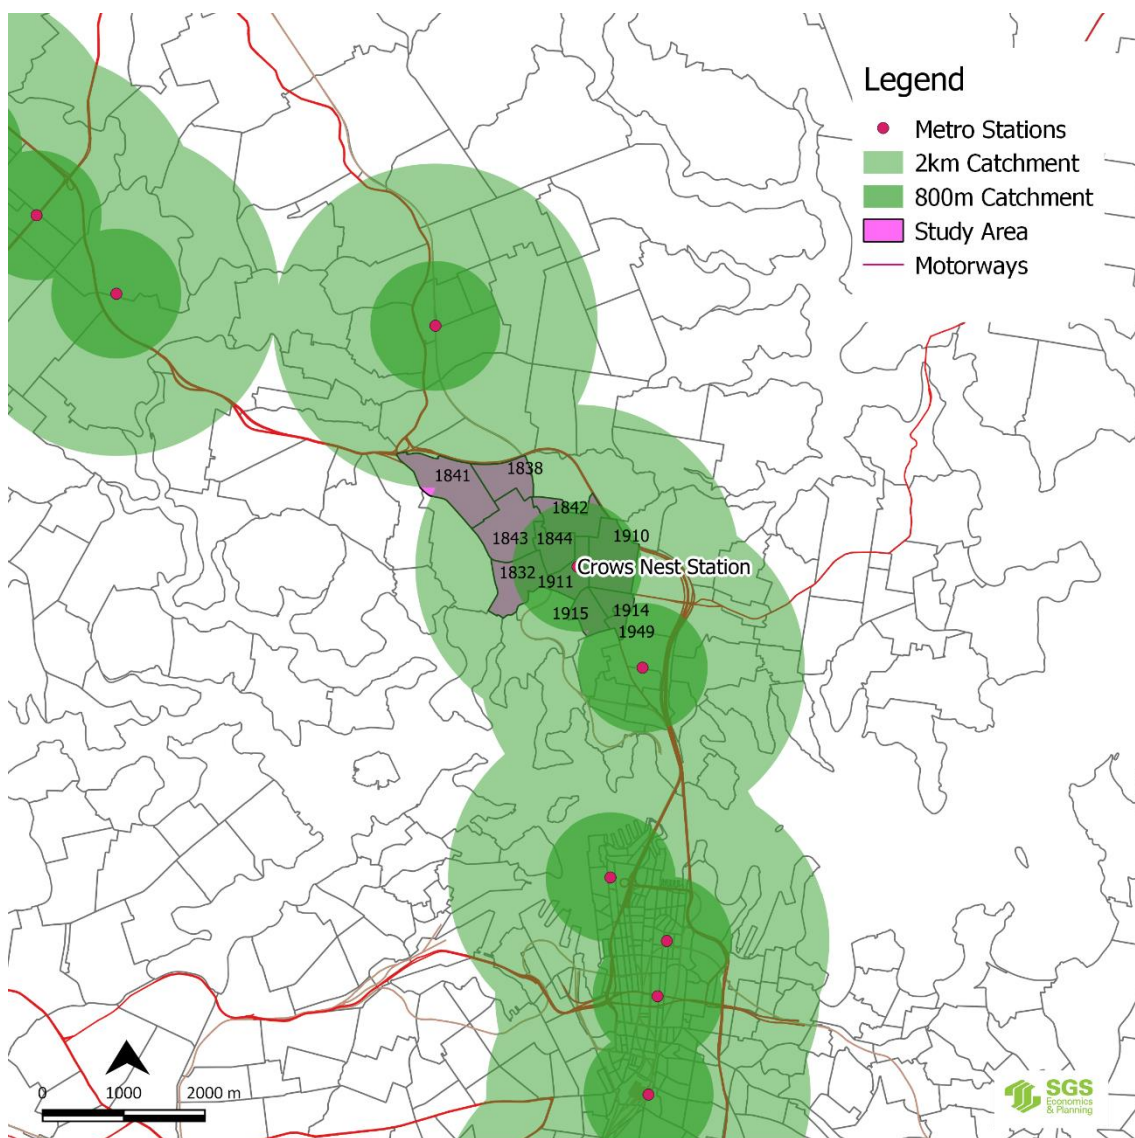 Legend
Metro Stations
2km Catchment
800m Catchment
Study Area
Motorways
1841
1838
1842
1843
1844
1910
Crows Nest Station
1832
1911
1915
1914
1949
0 1000 2000 m
SGS
Economics
& Planning